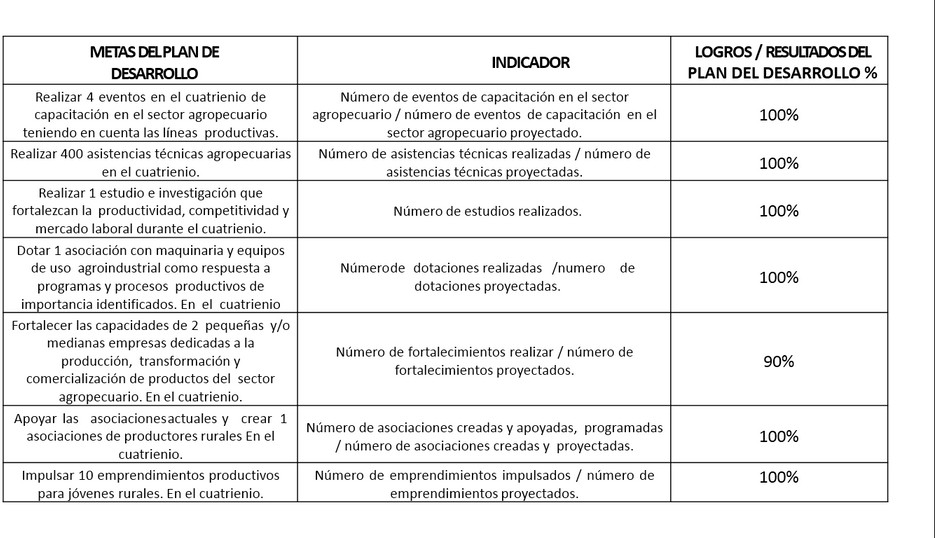 METAS DEL PLAN DE
DESARROLLO
INDICADOR
LOGROS / RESULTADOS DEL
PLAN DEL DESARROLLO %
Realizar 4 eventos en el cuatrienio de
capacitación en el sector agropecuario
teniendo en cuenta las líneas productivas.
Número de eventos de capacitación en el sector
agropecuario / número de eventos de capacitación en el
sector agropecuario proyectado.
100%
Realizar 400 asistencias técnicas agropecuarias
en el cuatrienio.
Número de asistencias técnicas realizadas / número de
asistencias técnicas proyectadas.
100%
Realizar 1 estudio e investigación que
fortalezcan la productividad, competitividad y
mercado laboral durante el cuatrienio.
Número de estudios realizados.
100%
Dotar 1 asociación con maquinaria y equipos
de uso agroindustrial como respuesta a
programas y procesos productivos de
importancia identificados. En el cuatrienio
Númerode dotaciones realizadas /numero de
dotaciones proyectadas.
100%
Fortalecer las capacidades de 2 pequeñas y/o
medianas empresas dedicadas a la
producción, transformación y
comercialización de productos del sector
agropecuario. En el cuatrienio.
Número de fortalecimientos realizar / número de
fortalecimientos proyectados.
90%
Apoyar las asociacionesactuales y crear 1
asociaciones de productores rurales En el
cuatrienio.
Número de asociaciones creadas y apoyadas, programadas
/ número de asociaciones creadas y proyectadas.
100%
Impulsar 10 emprendimientos productivos
para jóvenes rurales. En el cuatrienio.
Número de emprendimientos impulsados / número de
emprendimientos proyectados.
100%